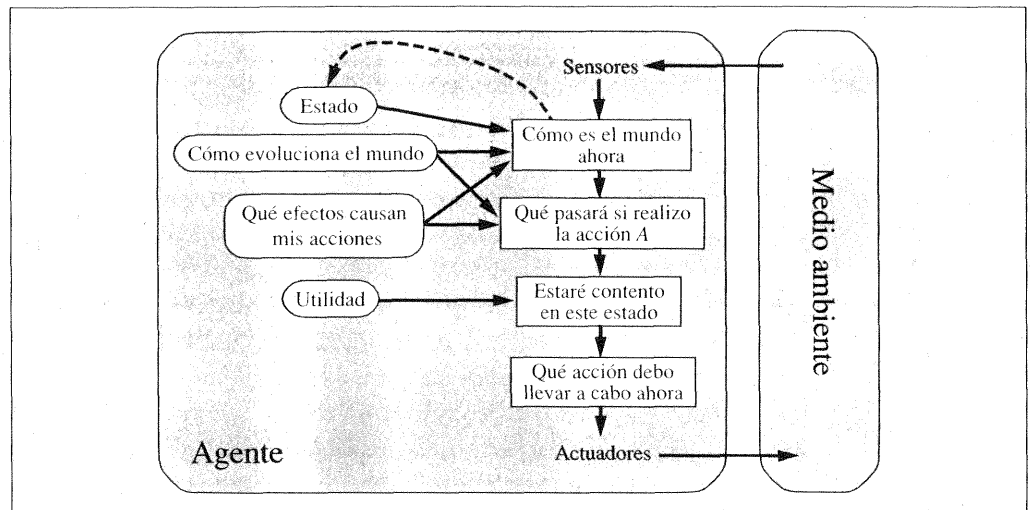 Sensores
Estado
Cómo es el mundo
ahora
Cómo evoluciona el mundo
Qué efectos causan
mis acciones
Qué pasará si realizo
la acción A
Utilidad
Estaré contento
en este estado
Qué acción debo
llevar a cabo ahora
Agente
Actuadores
Medio ambiente